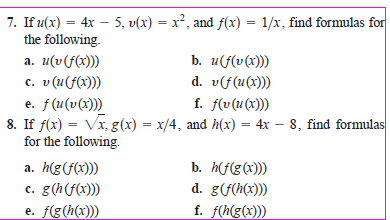 7. If u(x) = 4x − 5, v(x) = x², and f(x) = 1/x, find formulas for
the following.
a. u(v(f(x))) b. u(f(v(x)))
c. v(u(f(x))) d. v(f(u(x)))
e. f(u(v(x))) f. f(v(u(x)))
8. If f(x) = √x, g(x) = x/4, and h(x) = 4x − 8, find formulas
for the following.
a. h(g(f(x))) b. h(f(g(x)))
c. g(h(f(x))) d. g(f(h(x)))
e. f(g(h(x))) f. f(h(g(x)))